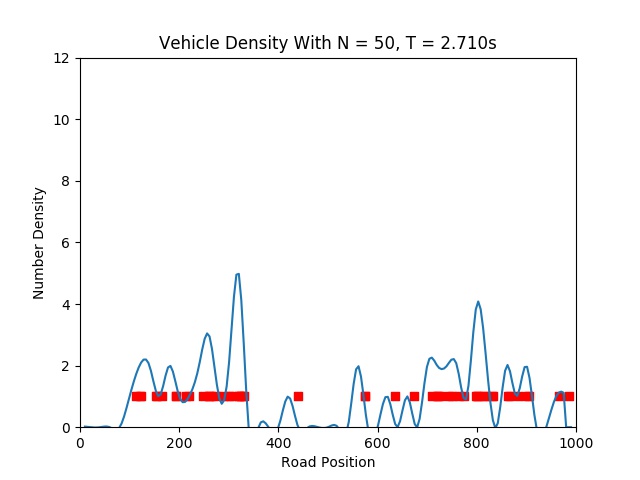 Vehicle Density With N = 50, T = 2.710s
12
10
8
6
4
2
0
Number Density
0 200 400 600 800 1000
Road Position